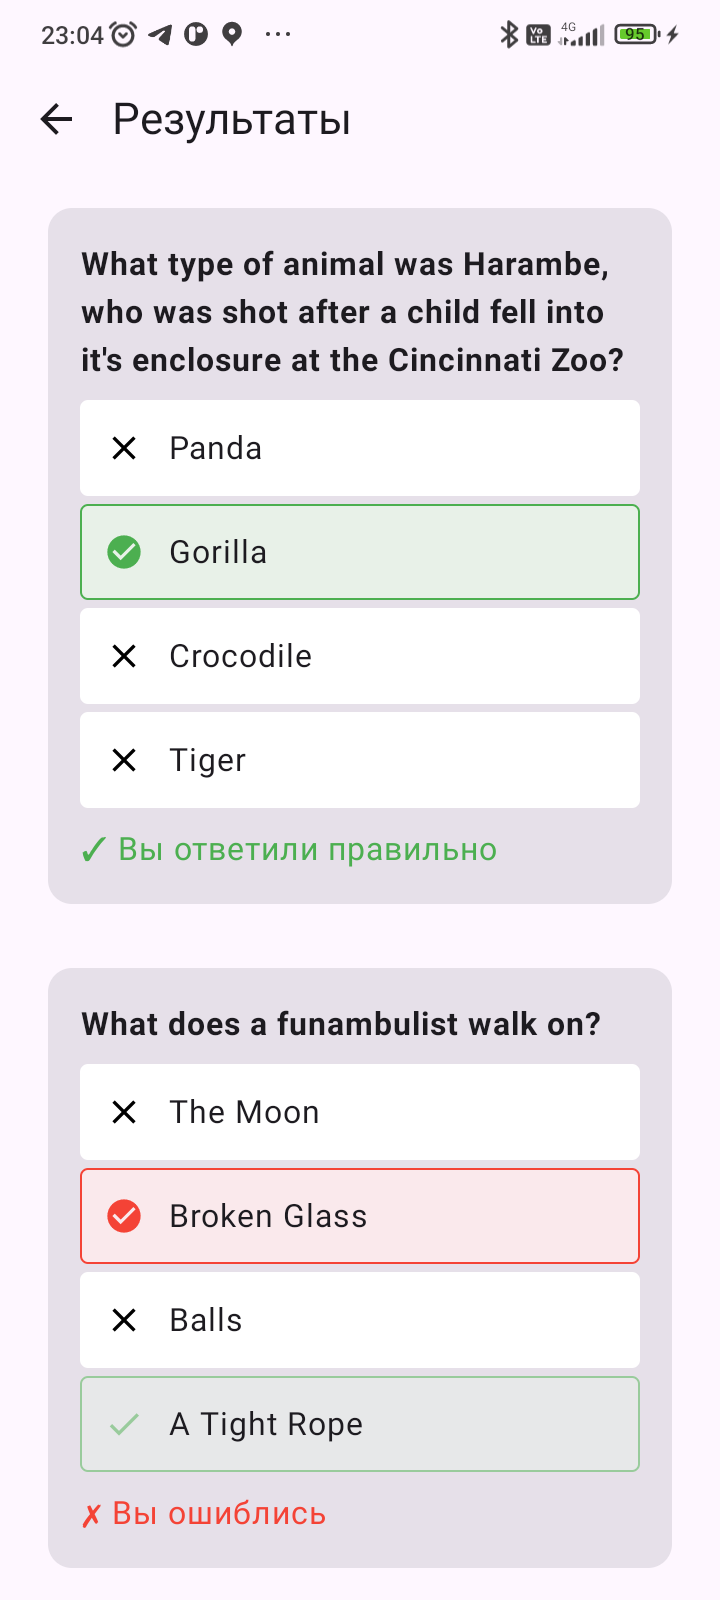 23:04
Vo LTE
4G
95
Результаты
What type of animal was Harambe,
who was shot after a child fell into
it's enclosure at the Cincinnati Zoo?
Panda
Gorilla
Crocodile
Tiger
✓ Вы ответили правильно
What does a funambulist walk on?
The Moon
Broken Glass
Balls
A Tight Rope
✗ Вы ошиблись